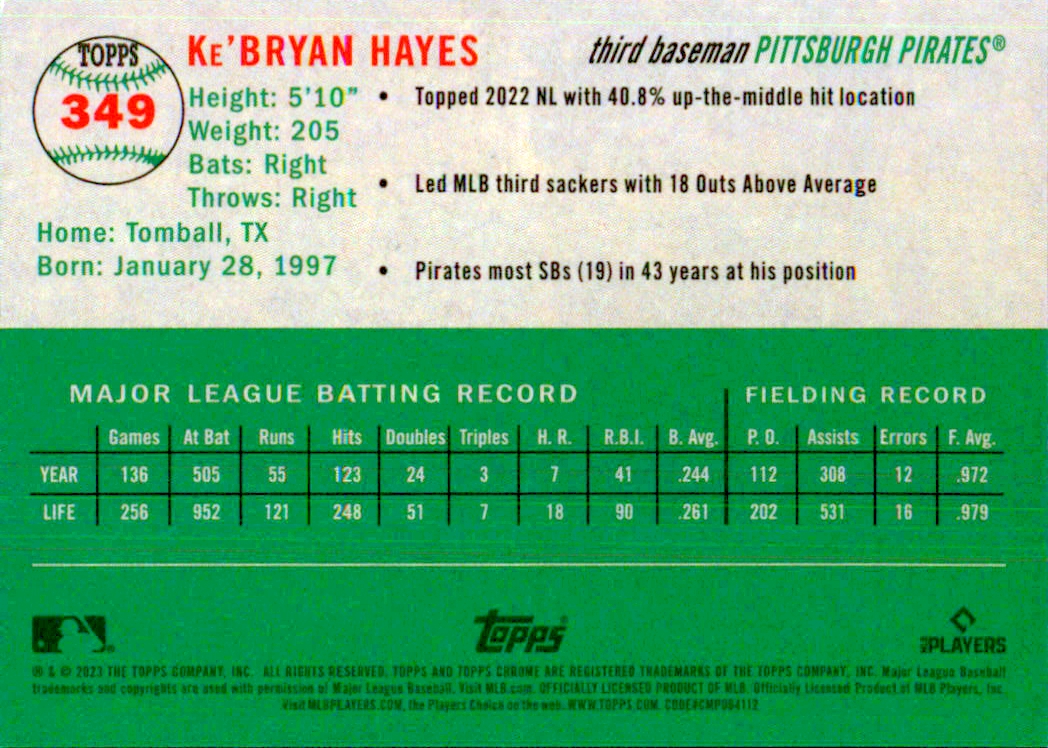 TOPPS
349
KE'BRYAN HAYES
third baseman PITTSBURGH PIRATES®
Height: 5'10"
Weight: 205
Bats: Right
Throws: Right
Home: Tomball, TX
Born: January 28, 1997
• Topped 2022 NL with 40.8% up-the-middle hit location
• Led MLB third sackers with 18 Outs Above Average
• Pirates most SBs (19) in 43 years at his position
MAJOR LEAGUE BATTING RECORD FIELDING RECORD
Games At Bat Runs Hits Doubles Triples H. R. R.B.I. B. Avg. P. O. Assists Errors F. Avg.
YEAR 136 505 55 123 24 3 7 41 .244 112 308 12 .972
LIFE 256 952 121 248 51 7 18 90 .261 202 531 16 .979
topps
PLAYERS
® & © 2023 THE TOPPS COMPANY, INC. ALL RIGHTS RESERVED. TOPPS AND TOPPS CHROME ARE REGISTERED TRADEMARKS OF THE TOPPS COMPANY, INC. Major League Baseball
trademarks and copyrights are used with permission of Major League Baseball. Visit MLB.com. OFFICIALLY LICENSED PRODUCT OF MLB. Officially Licensed Product of MLB Players, Inc.
Visit MLBPLAYERS.COM, the Players Choice on the web. WWW.TOPPS.COM. CODE#CMP084112